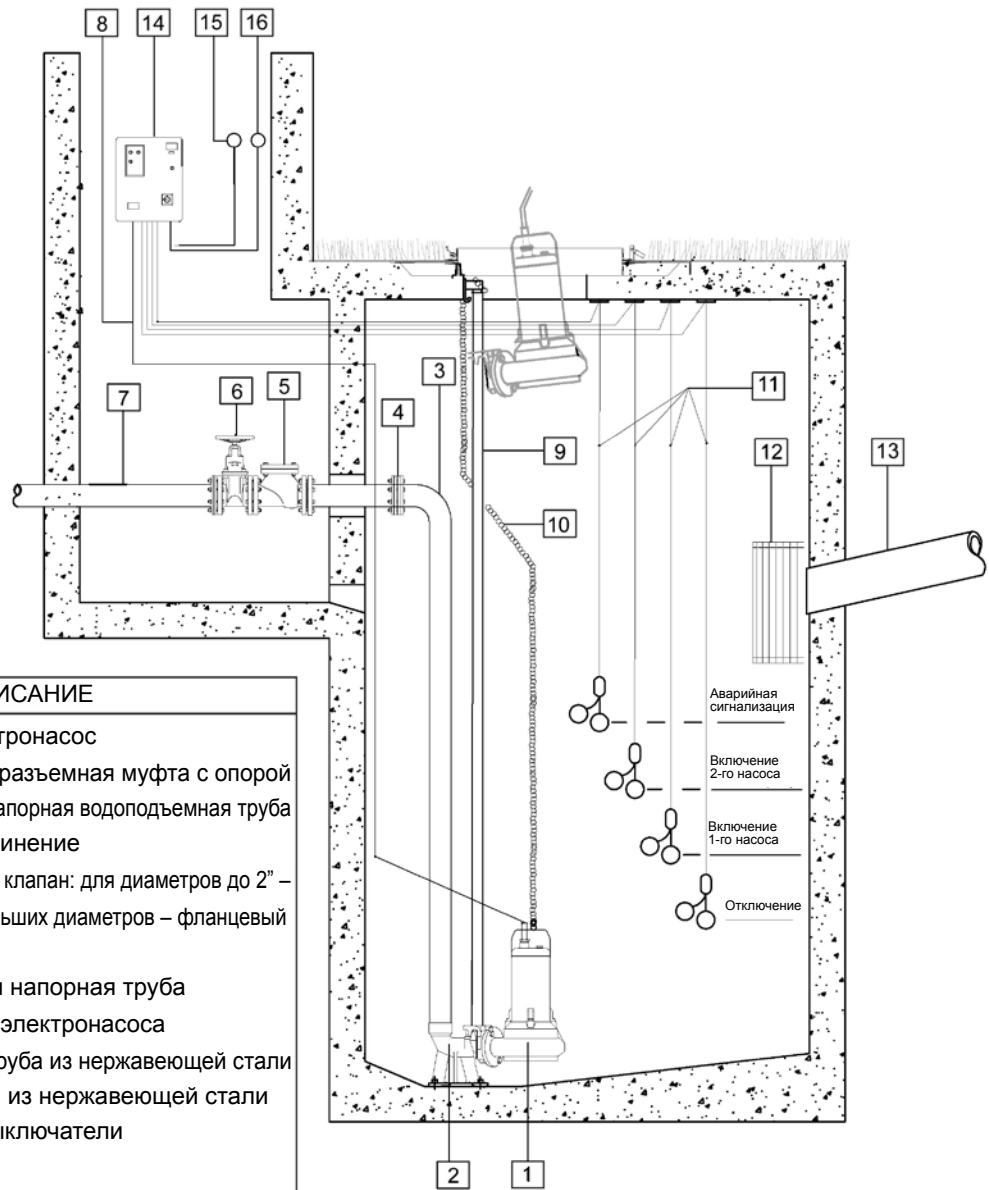 8 14 15 16
7 6 5 3 4 9 10 11 12 13
Аварийная
сигнализация
Включение
2-го насоса
Включение
1-го насоса
Отключение
ИСАНИЕ
тронасос
разъемная муфта с опорой
апорная водоподъемная труба
инение
клапан: для диаметров до 2” –
ьших диаметров – фланцевый
и напорная труба
электронасоса
руба из нержавеющей стали
из нержавеющей стали
ключатели
2 1